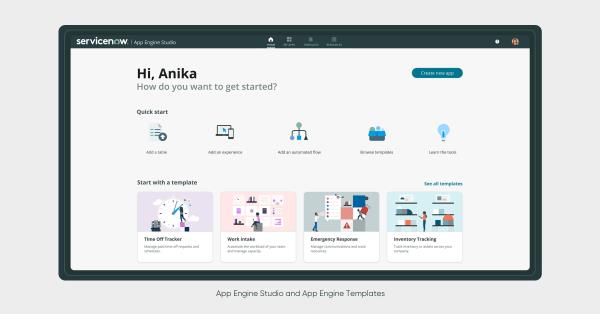 servicenow. | App Engine Studio
HOME MY APPS TEMPLATES RESOURCES
Hi, Anika
Create new app
How do you want to get started?
Quick start
Add a table Add an experience Add an automated flow Browse templates Learn the tools
Start with a template See all templates
Time Off Tracker Work Intake Emergency Response Inventory Tracking
Manage paid time off requests and Automate the workload of your team Manage communications and track Track inventory or assets across your
schedules. and manage capacity. resources. company.
App Engine Studio and App Engine Templates